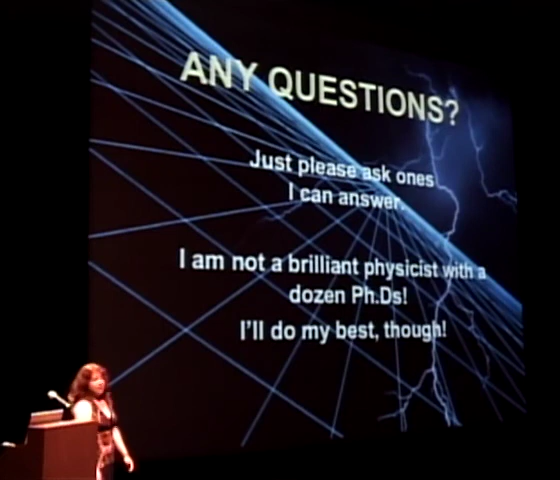 ANY QUESTIONS?
Just please ask ones
I can answer.
I am not a brilliant physicist with a
dozen Ph.Ds!
I'll do my best, though!